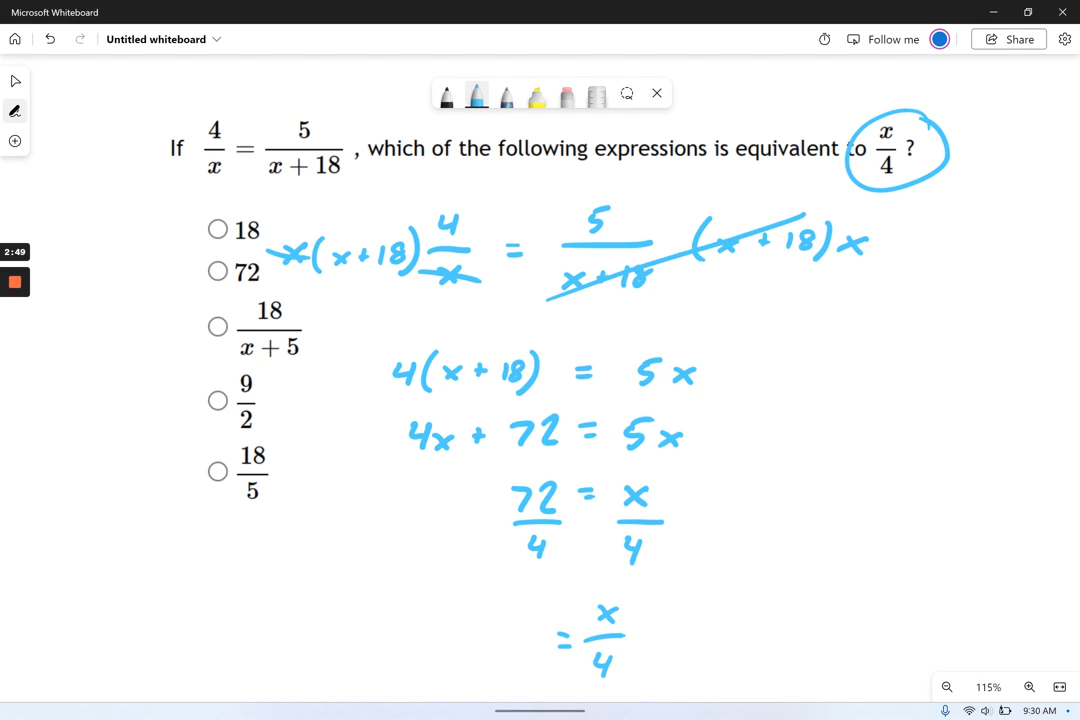 Microsoft Whiteboard
Untitled whiteboard
Follow me
Share
If 4/x = 5/(x + 18) , which of the following expressions is equivalent to x/4 ?
18
72
18/(x + 5)
9/2
18/5
x(x+18) 4/x = 5/(x+18) (x + 18)x
4(x + 18) = 5x
4x + 72 = 5x
72/4 = x/4
= x/4
2:49
115%
9:30 AM